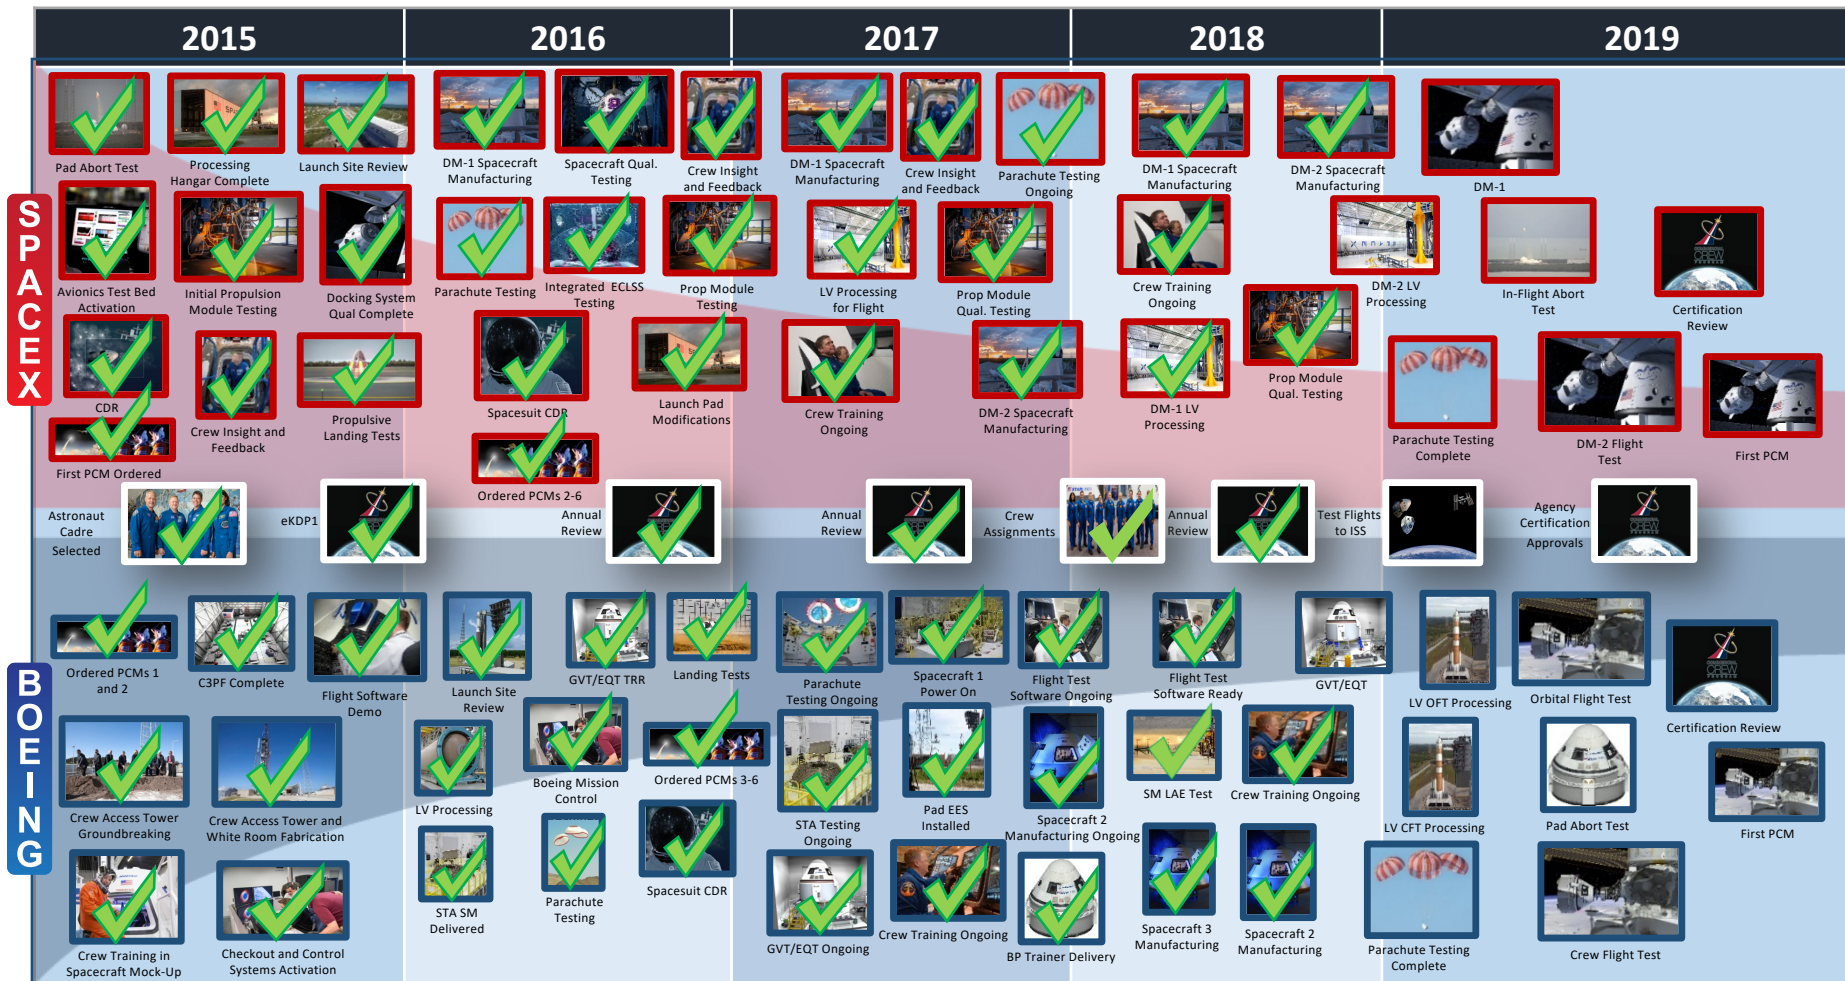 2015
2016
2017
2018
2019
SPACEX
Pad Abort Test
Processing
Hangar Complete
Launch Site Review
DM-1 Spacecraft
Manufacturing
Spacecraft Qual.
Testing
Crew Insight
and Feedback
DM-1 Spacecraft
Manufacturing
Crew Insight
and Feedback
Parachute Testing
Ongoing
DM-1 Spacecraft
Manufacturing
DM-2 Spacecraft
Manufacturing
DM-1
Avionics Test Bed
Activation
Initial Propulsion
Module Testing
Docking System
Qual Complete
Parachute Testing
Integrated ECLSS
Testing
Prop Module
Testing
LV Processing
for Flight
Prop Module
Qual. Testing
Crew Training
Ongoing
DM-2 LV
Processing
In-Flight Abort
Test
Certification
Review
CDR
Crew Insight and
Feedback
Propulsive
Landing Tests
Spacesuit CDR
Launch Pad
Modifications
Crew Training
Ongoing
DM-2 Spacecraft
Manufacturing
DM-1 LV
Processing
Prop Module
Qual. Testing
Parachute Testing
Complete
DM-2 Flight
Test
First PCM
First PCM Ordered
Ordered PCMs 2-6
Astronaut
Cadre
Selected
eKDP1
Annual
Review
Annual
Review
Crew
Assignments
Annual
Review
Test Flights
to ISS
Agency
Certification
Approvals
BOEING
Ordered PCMs 1
and 2
C3PF Complete
Flight Software
Demo
Launch Site
Review
GVT/EQT TRR
Landing Tests
Parachute
Testing Ongoing
Spacecraft 1
Power On
Flight Test
Software Ongoing
Flight Test
Software Ready
GVT/EQT
LV OFT Processing
Orbital Flight Test
Certification Review
Crew Access Tower
Groundbreaking
Crew Access Tower and
White Room Fabrication
LV Processing
Boeing Mission
Control
Ordered PCMs 3-6
STA Testing
Ongoing
Pad EES
Installed
Spacecraft 2
Manufacturing Ongoing
SM LAE Test
Crew Training Ongoing
LV CFT Processing
Pad Abort Test
First PCM
Crew Training in
Spacecraft Mock-Up
Checkout and Control
Systems Activation
STA SM
Delivered
Parachute
Testing
Spacesuit CDR
GVT/EQT Ongoing
Crew Training Ongoing
BP Trainer Delivery
Spacecraft 3
Manufacturing
Spacecraft 2
Manufacturing
Parachute Testing
Complete
Crew Flight Test